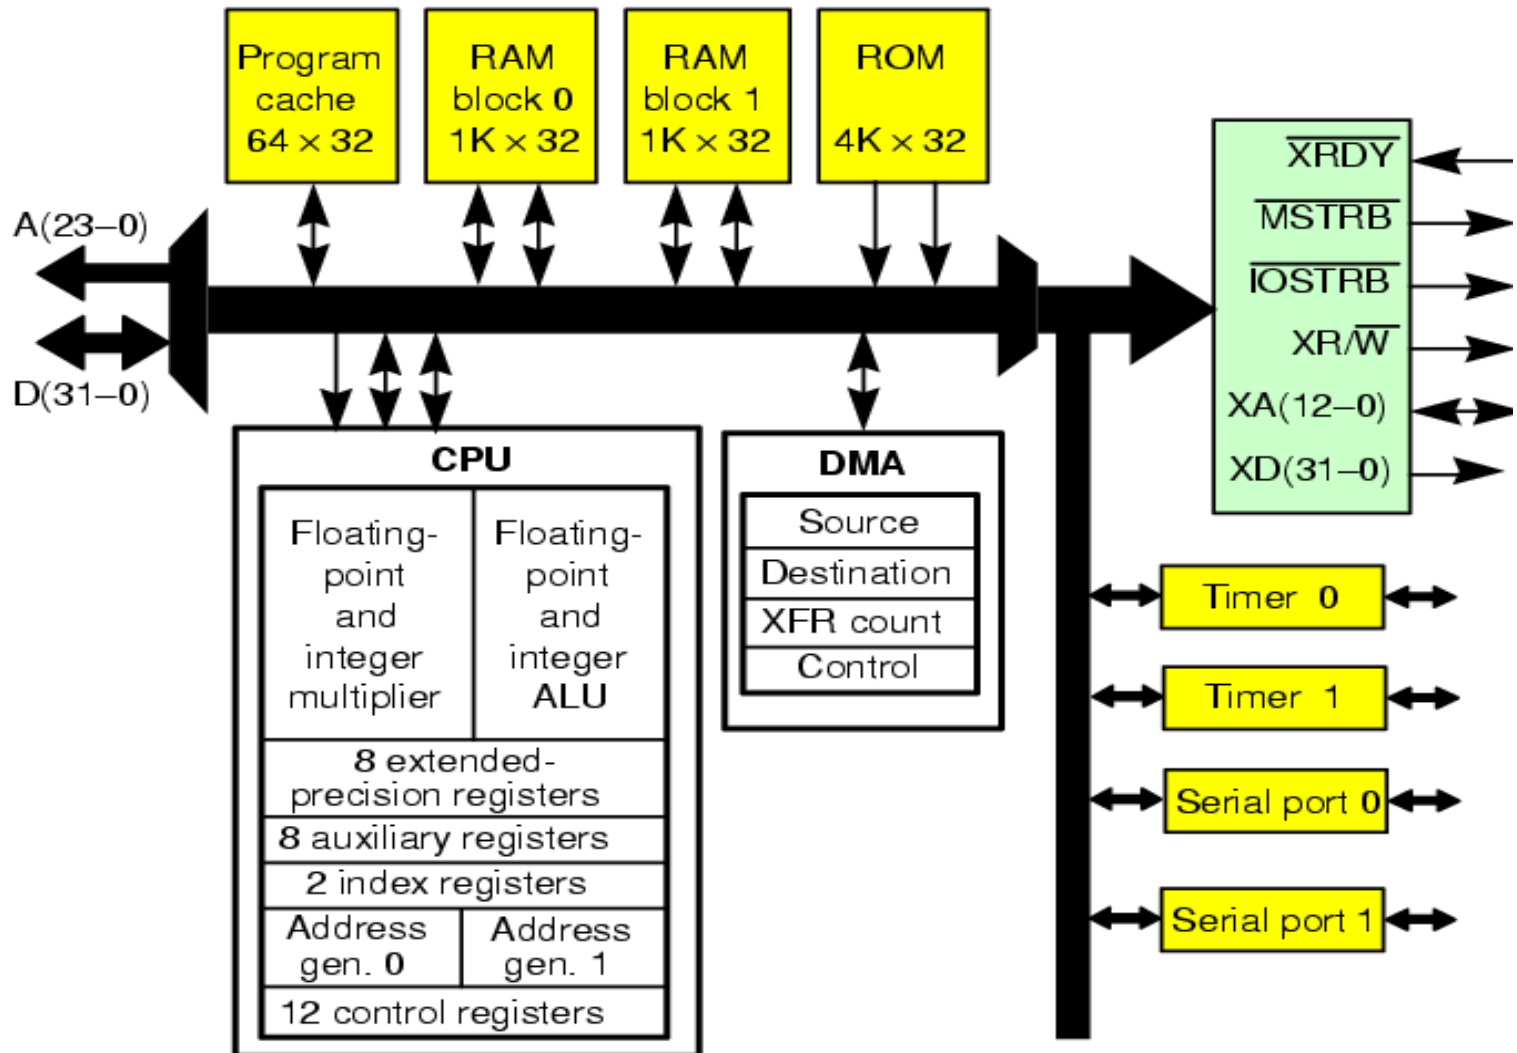 Program
cache
64 × 32
RAM
block 0
1K × 32
RAM
block 1
1K × 32
ROM
4K × 32
A(23–0)
D(31–0)
XRDY
MSTRB
IOSTRB
XR/W
XA(12–0)
XD(31–0)
CPU
Floating-
point
and
integer
multiplier
Floating-
point
and
integer
ALU
8 extended-
precision registers
8 auxiliary registers
2 index registers
Address
gen. 0
Address
gen. 1
12 control registers
DMA
Source
Destination
XFR count
Control
Timer 0
Timer 1
Serial port 0
Serial port 1